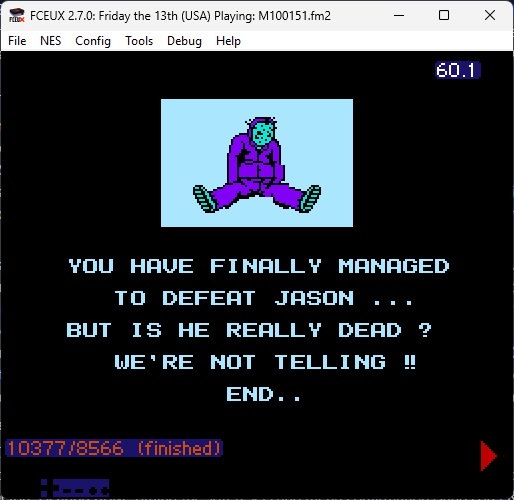 FCEUX 2.7.0: Friday the 13th (USA) Playing: M100151.fm2
File NES Config Tools Debug Help
60.1
YOU HAVE FINALLY MANAGED
TO DEFEAT JASON ...
BUT IS HE REALLY DEAD ?
WE'RE NOT TELLING !!
END..
10377/8566 (finished)